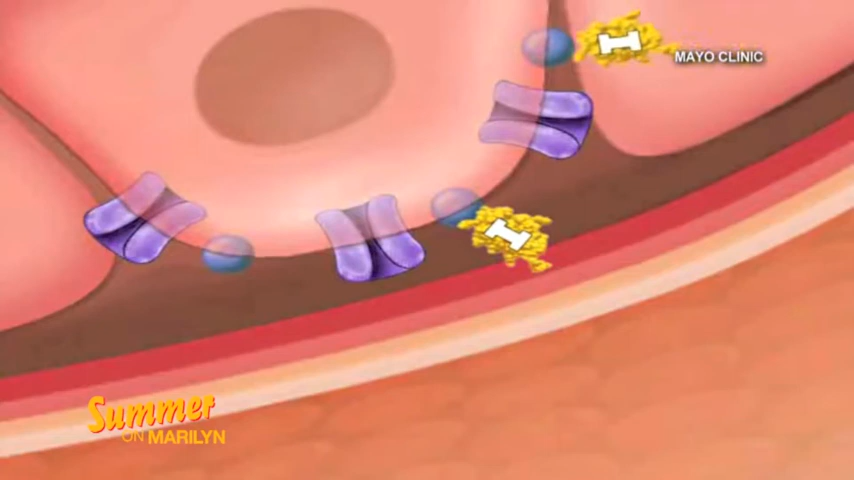 I
MAYO CLINIC
I
Summer
ON MARILYN